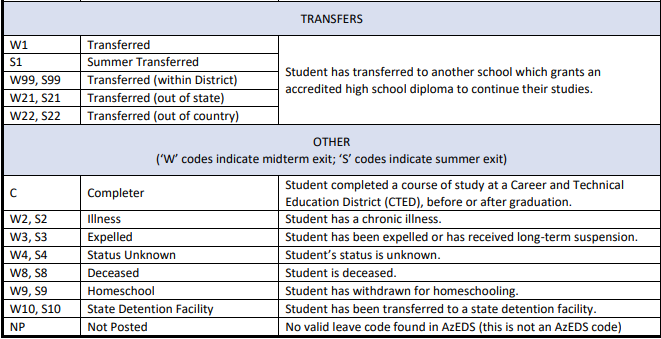 TRANSFERS
W1 Transferred
S1 Summer Transferred
W99, S99 Transferred (within District)
W21, S21 Transferred (out of state)
W22, S22 Transferred (out of country)
Student has transferred to another school which grants an
accredited high school diploma to continue their studies.
OTHER
(‘W’ codes indicate midterm exit; ‘S’ codes indicate summer exit)
C Completer Student completed a course of study at a Career and Technical
Education District (CTED), before or after graduation.
W2, S2 Illness Student has a chronic illness.
W3, S3 Expelled Student has been expelled or has received long-term suspension.
W4, S4 Status Unknown Student’s status is unknown.
W8, S8 Deceased Student is deceased.
W9, S9 Homeschool Student has withdrawn for homeschooling.
W10, S10 State Detention Facility Student has been transferred to a state detention facility.
NP Not Posted No valid leave code found in AzEDS (this is not an AzEDS code)